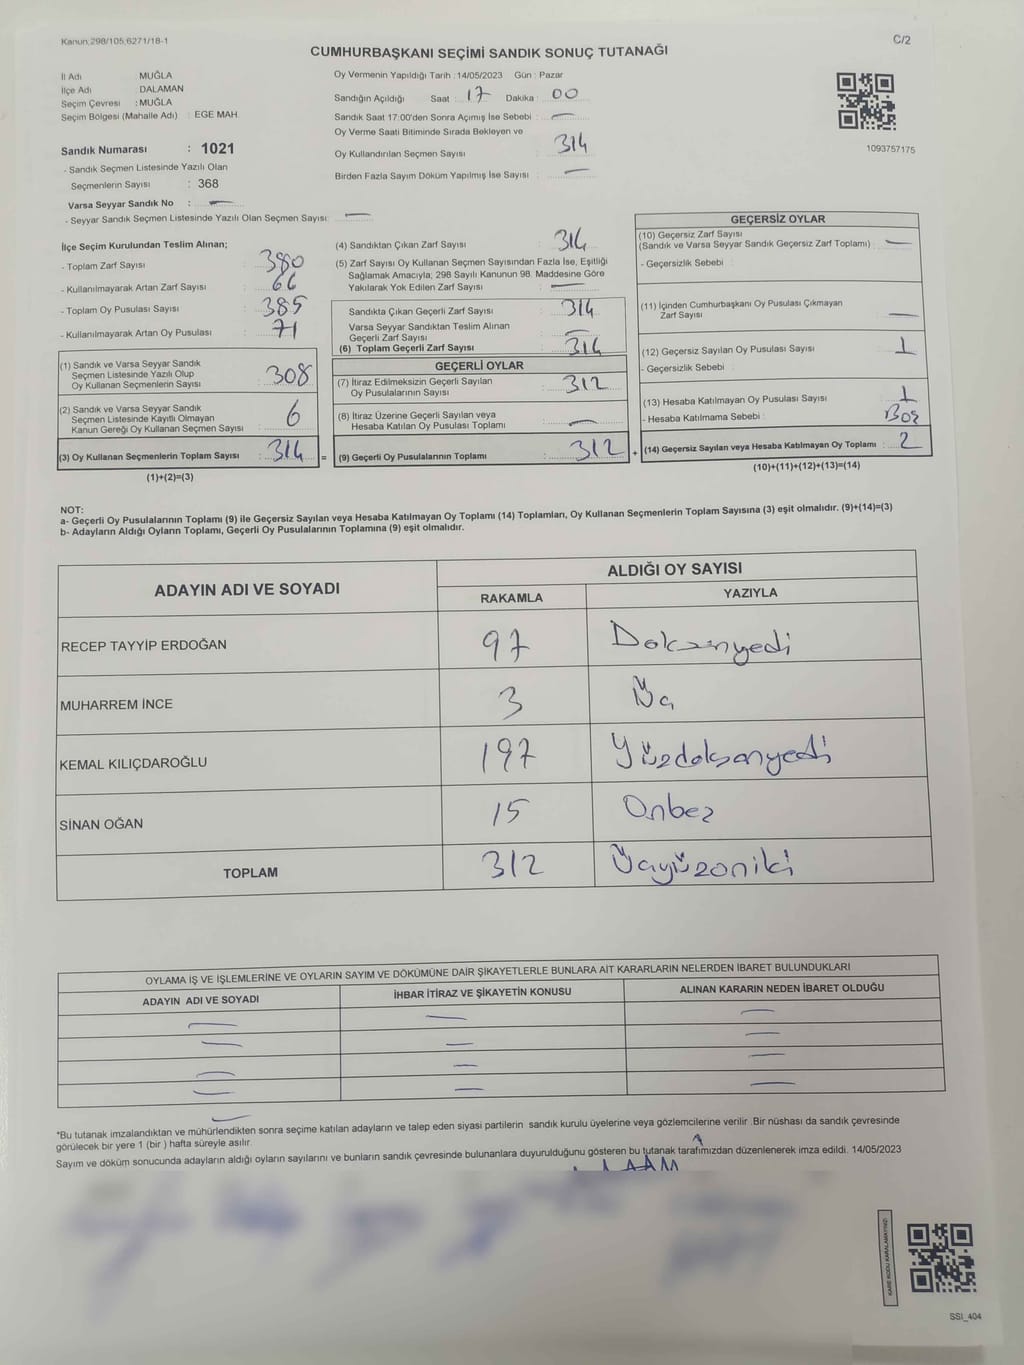 Kanun:298/105,6271/18-1
C/2
CUMHURBAŞKANI SEÇİMİ SANDIK SONUÇ TUTANAĞI
İl Adı : MUĞLA
İlçe Adı : DALAMAN
Seçim Çevresi : MUĞLA
Seçim Bölgesi (Mahalle Adı) : EGE MAH.
Sandık Numarası : 1021
- Sandık Seçmen Listesinde Yazılı Olan
Seçmenlerin Sayısı : 368
Varsa Seyyar Sandık No : —
- Seyyar Sandık Seçmen Listesinde Yazılı Olan Seçmen Sayısı: —
Oy Vermenin Yapıldığı Tarih :14/05/2023 Gün : Pazar
Sandığın Açıldığı Saat : 17 Dakika : 00
Sandık Saat 17:00'den Sonra Açımış İse Sebebi : —
Oy Verme Saati Bitiminde Sırada Bekleyen ve
Oy Kullandırılan Seçmen Sayısı : 314
Birden Fazla Sayım Döküm Yapılmış İse Sayısı : —
1093757175
İlçe Seçim Kurulundan Teslim Alınan;
- Toplam Zarf Sayısı : 380
- Kullanılmayarak Artan Zarf Sayısı : 66
- Toplam Oy Pusulası Sayısı : 385
- Kullanılmayarak Artan Oy Pusulası : 71
(1) Sandık ve Varsa Seyyar Sandık
Seçmen Listesinde Yazılı Olup
Oy Kullanan Seçmenlerin Sayısı : 308
(2) Sandık ve Varsa Seyyar Sandık
Seçmen Listesinde Kayıtlı Olmayan
Kanun Gereği Oy Kullanan Seçmen Sayısı : 6
(3) Oy Kullanan Seçmenlerin Toplam Sayısı : 314 =
(1)+(2)=(3)
(4) Sandıktan Çıkan Zarf Sayısı : 314
(5) Zarf Sayısı Oy Kullanan Seçmen Sayısından Fazla İse, Eşitliği
Sağlamak Amacıyla; 298 Sayılı Kanunun 98. Maddesine Göre
Yakılarak Yok Edilen Zarf Sayısı : —
Sandıkta Çıkan Geçerli Zarf Sayısı : 314
Varsa Seyyar Sandıktan Teslim Alınan
Geçerli Zarf Sayısı : —
(6) Toplam Geçerli Zarf Sayısı : 314
GEÇERLİ OYLAR
(7) İtiraz Edilmeksizin Geçerli Sayılan
Oy Pusulalarının Sayısı : 312
(8) İtiraz Üzerine Geçerli Sayılan veya
Hesaba Katılan Oy Pusulası Toplamı : —
(9) Geçerli Oy Pusulalarının Toplamı : 312 +
GEÇERSİZ OYLAR
(10) Geçersiz Zarf Sayısı
(Sandık ve Varsa Seyyar Sandık Geçersiz Zarf Toplamı) : —
- Geçersizlik Sebebi :
(11) İçinden Cumhurbaşkanı Oy Pusulası Çıkmayan
Zarf Sayısı : —
(12) Geçersiz Sayılan Oy Pusulası Sayısı : 1
- Geçersizlik Sebebi :
(13) Hesaba Katılmayan Oy Pusulası Sayısı : 1
- Hesaba Katılmama Sebebi : Boş
(14) Geçersiz Sayılan veya Hesaba Katılmayan Oy Toplamı : 2
(10)+(11)+(12)+(13)=(14)
NOT:
a- Geçerli Oy Pusulalarının Toplamı (9) ile Geçersiz Sayılan veya Hesaba Katılmayan Oy Toplamı (14) Toplamları, Oy Kullanan Seçmenlerin Toplam Sayısına (3) eşit olmalıdır. (9)+(14)=(3)
b- Adayların Aldığı Oyların Toplamı, Geçerli Oy Pusulalarının Toplamına (9) eşit olmalıdır.
ADAYIN ADI VE SOYADI ALDIĞI OY SAYISI
RAKAMLA YAZIYLA
RECEP TAYYİP ERDOĞAN 97 Doksanyedi
MUHARREM İNCE 3 Üç
KEMAL KILIÇDAROĞLU 197 Yüzdoksanyedi
SİNAN OĞAN 15 Onbeş
TOPLAM 312 Üçyüzoniki
OYLAMA İŞ VE İŞLEMLERİNE VE OYLARIN SAYIM VE DÖKÜMÜNE DAİR ŞİKAYETLERLE BUNLARA AİT KARARLARIN NELERDEN İBARET BULUNDUKLARI
ADAYIN ADI VE SOYADI İHBAR İTİRAZ VE ŞİKAYETİN KONUSU ALINAN KARARIN NEDEN İBARET OLDUĞU
— — —
— — —
— — —
— — —
*Bu tutanak imzalandıktan ve mühürlendikten sonra seçime katılan adayların ve talep eden siyasi partilerin sandık kurulu üyelerine veya gözlemcilerine verilir .Bir nüshası da sandık çevresinde
görülecek bir yere 1 (bir ) hafta süreyle asılır.
Sayım ve döküm sonucunda adayların aldığı oyların sayılarını ve bunların sandık çevresinde bulunanlara duyurulduğunu gösteren bu tutanak tarafımızdan düzenlenerek imza edildi. 14/05/2023
KARE KODU KARALAMAYINIZ!
SSI_404